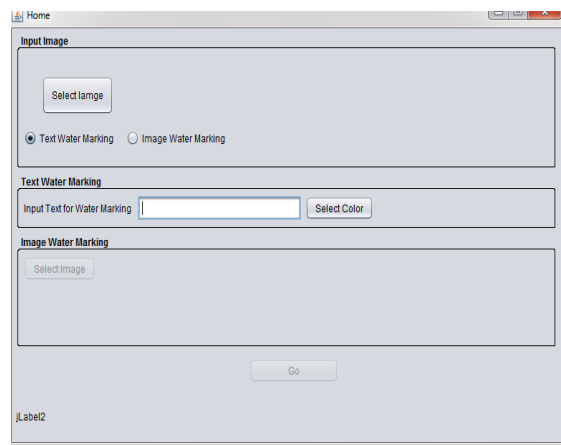 Home
Input Image
Select Iamge
Text Water Marking Image Water Marking
Text Water Marking
Input Text for Water Marking Select Color
Image Water Marking
Select Image
Go
jLabel2